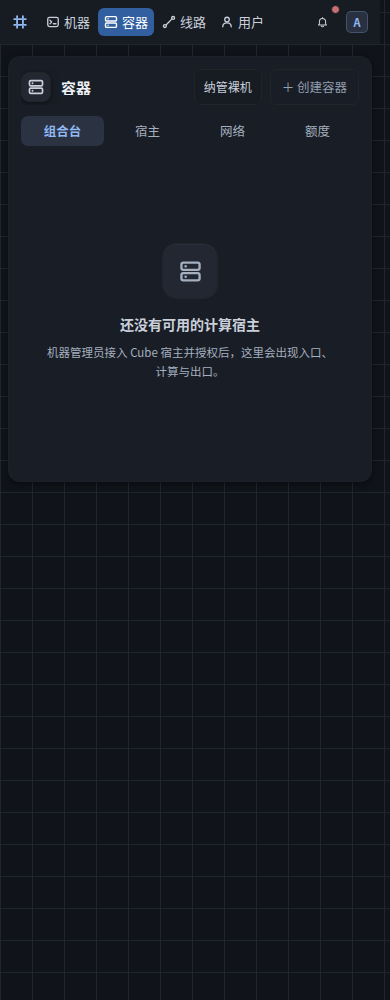 机器 容器 线路 用户 A
容器 纳管裸机 创建容器
组合台 宿主 网络 额度
还没有可用的计算宿主
机器管理员接入 Cube 宿主并授权后，这里会出现入口、
计算与出口。